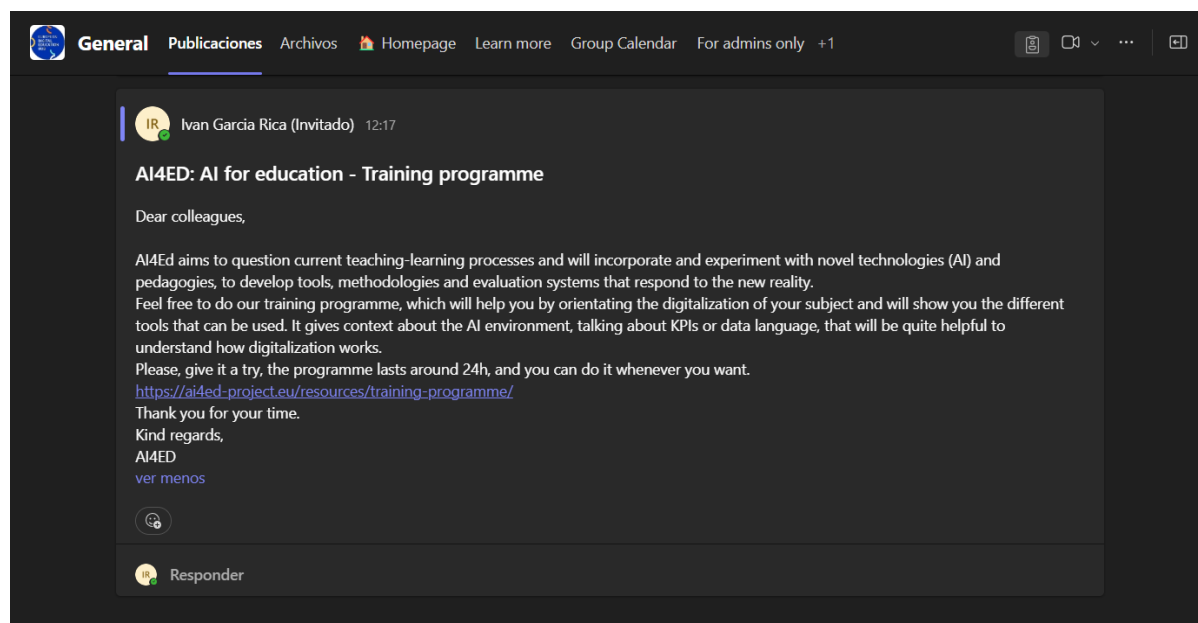 General Publicaciones Archivos Homepage Learn more Group Calendar For admins only +1
IR Ivan Garcia Rica (Invitado) 12:17
AI4ED: AI for education - Training programme
Dear colleagues,
AI4Ed aims to question current teaching-learning processes and will incorporate and experiment with novel technologies (AI) and
pedagogies, to develop tools, methodologies and evaluation systems that respond to the new reality.
Feel free to do our training programme, which will help you by orientating the digitalization of your subject and will show you the different
tools that can be used. It gives context about the AI environment, talking about KPIs or data language, that will be quite helpful to
understand how digitalization works.
Please, give it a try, the programme lasts around 24h, and you can do it whenever you want.
https://ai4ed-project.eu/resources/training-programme/
Thank you for your time.
Kind regards,
AI4ED
ver menos
IR Responder